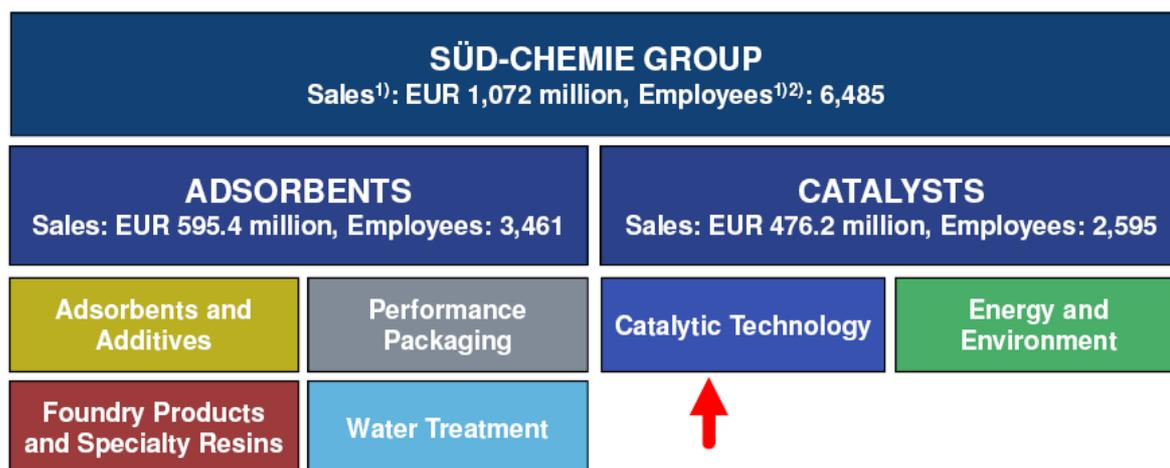 SÜD-CHEMIE GROUP
Sales¹⁾: EUR 1,072 million, Employees¹⁾²⁾: 6,485
ADSORBENTS
Sales: EUR 595.4 million, Employees: 3,461
CATALYSTS
Sales: EUR 476.2 million, Employees: 2,595
Adsorbents and
Additives
Performance
Packaging
Catalytic Technology
Energy and
Environment
Foundry Products
and Specialty Resins
Water Treatment